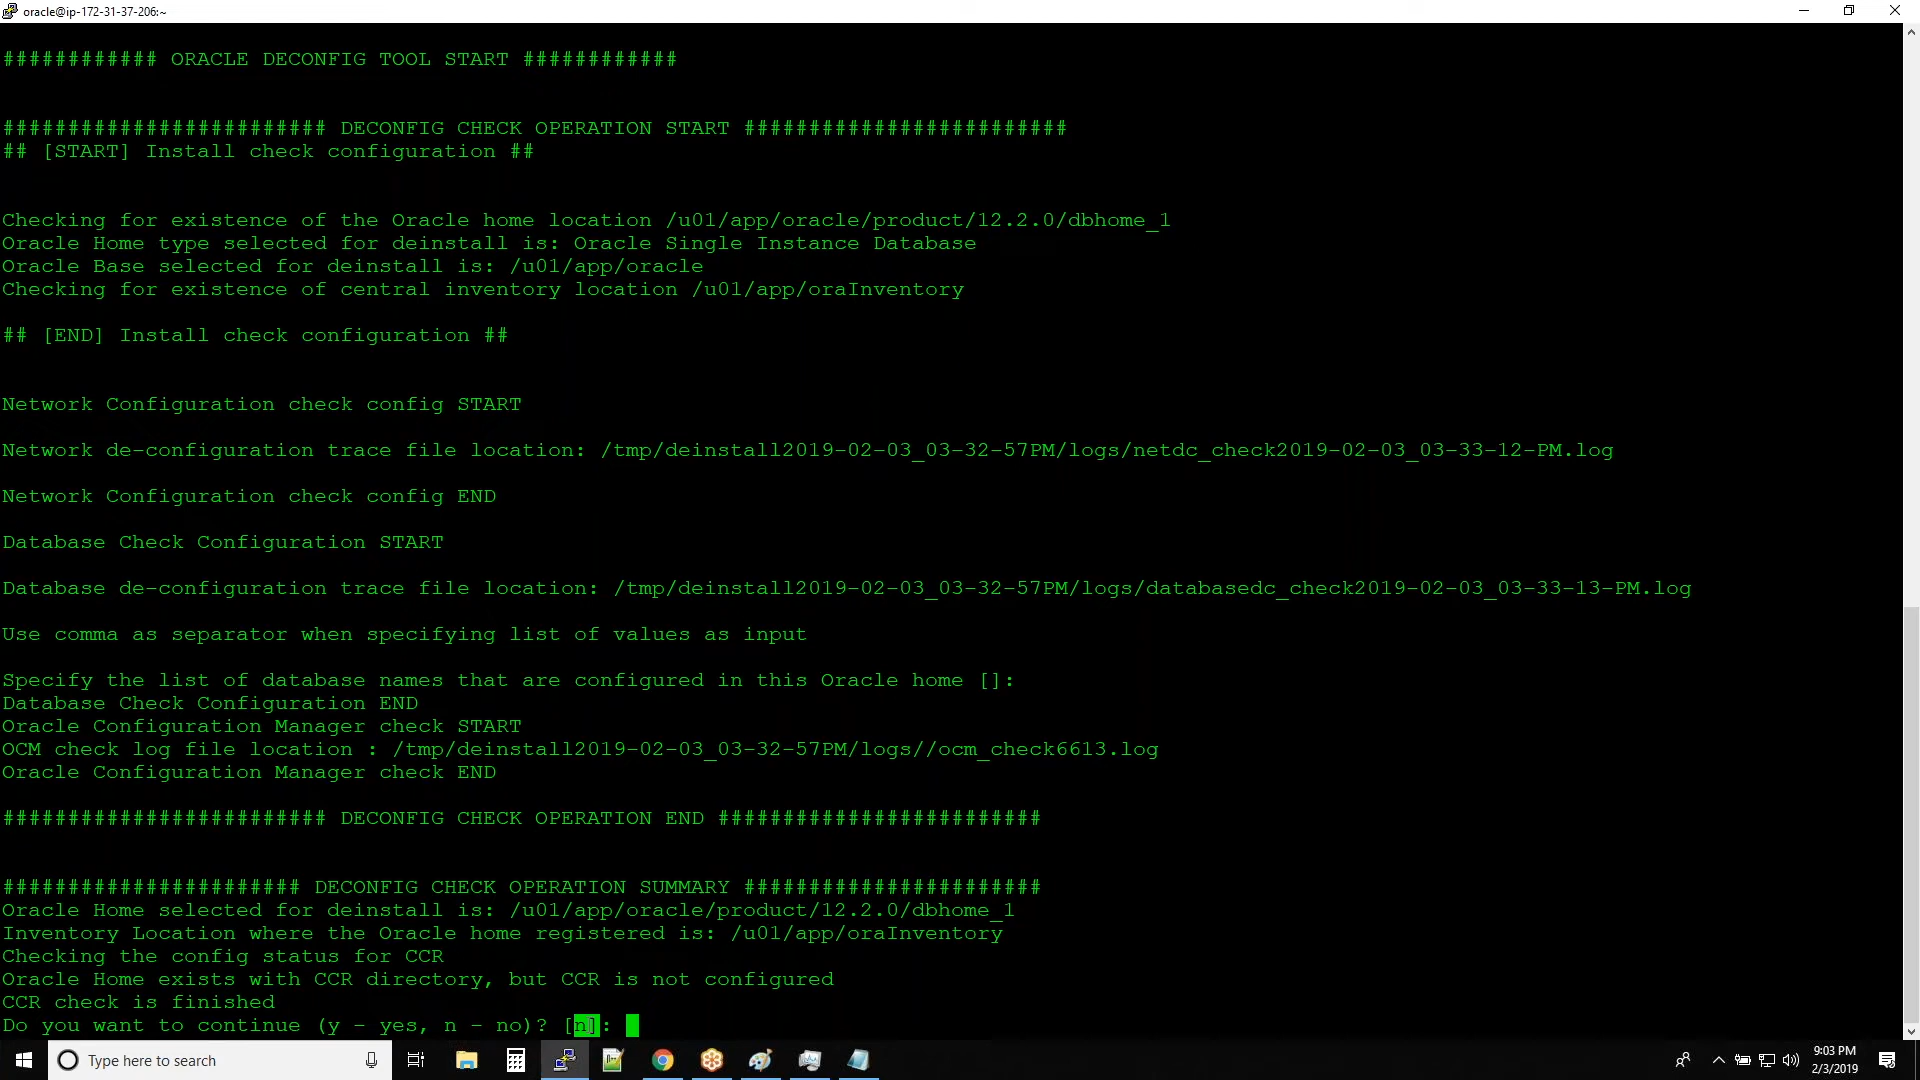 oracle@ip-172-31-37-206:~
############ ORACLE DECONFIG TOOL START ############
######################### DECONFIG CHECK OPERATION START #########################
## [START] Install check configuration ##
Checking for existence of the Oracle home location /u01/app/oracle/product/12.2.0/dbhome_1
Oracle Home type selected for deinstall is: Oracle Single Instance Database
Oracle Base selected for deinstall is: /u01/app/oracle
Checking for existence of central inventory location /u01/app/oraInventory
## [END] Install check configuration ##
Network Configuration check config START
Network de-configuration trace file location: /tmp/deinstall2019-02-03_03-32-57PM/logs/netdc_check2019-02-03_03-33-12-PM.log
Network Configuration check config END
Database Check Configuration START
Database de-configuration trace file location: /tmp/deinstall2019-02-03_03-32-57PM/logs/databasedc_check2019-02-03_03-33-13-PM.log
Use comma as separator when specifying list of values as input
Specify the list of database names that are configured in this Oracle home []:
Database Check Configuration END
Oracle Configuration Manager check START
OCM check log file location : /tmp/deinstall2019-02-03_03-32-57PM/logs//ocm_check6613.log
Oracle Configuration Manager check END
######################### DECONFIG CHECK OPERATION END #########################
####################### DECONFIG CHECK OPERATION SUMMARY #######################
Oracle Home selected for deinstall is: /u01/app/oracle/product/12.2.0/dbhome_1
Inventory Location where the Oracle home registered is: /u01/app/oraInventory
Checking the config status for CCR
Oracle Home exists with CCR directory, but CCR is not configured
CCR check is finished
Do you want to continue (y - yes, n - no)? [n]:
Type here to search
9:03 PM
2/3/2019